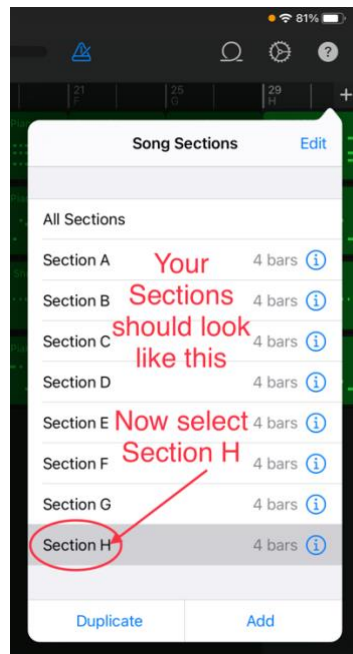 81%
21 25 29
F G H +
Song Sections Edit
All Sections
Section A 4 bars
Section B 4 bars
Section C 4 bars
Section D 4 bars
Section E 4 bars
Section F 4 bars
Section G 4 bars
Section H 4 bars
Your
Sections
should look
like this
Now select
Section H
Duplicate Add